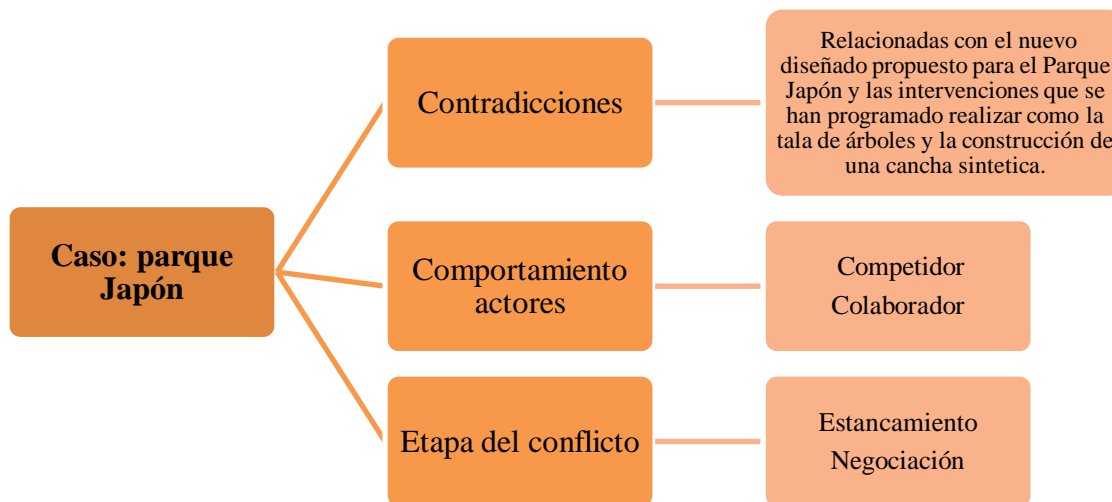 Caso: parque
Japón
Contradicciones
Relacionadas con el nuevo
diseñado propuesto para el Parque
Japón y las intervenciones que se
han programado realizar como la
tala de árboles y la construcción de
una cancha sintetica.
Comportamiento
actores
Competidor
Colaborador
Etapa del conflicto
Estancamiento
Negociación